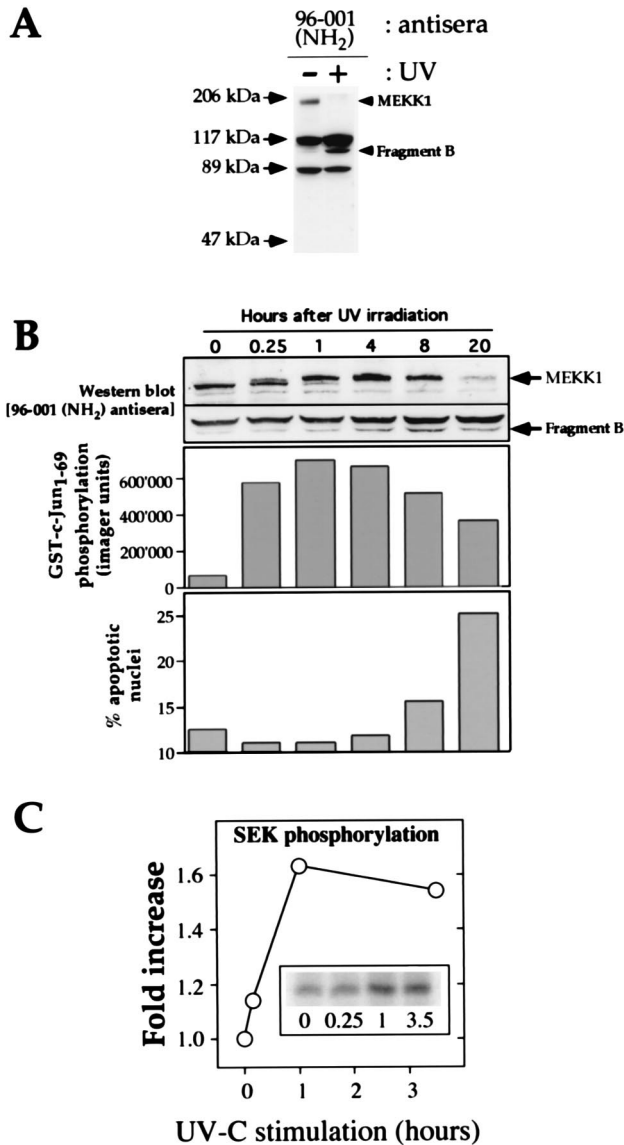 A
96-001
(NH2)
: antisera
− + : UV
206 kDa
MEKK1
117 kDa
Fragment B
89 kDa
47 kDa
B
Hours after UV irradiation
0 0.25 1 4 8 20
Western blot
[96-001 (NH2) antisera]
MEKK1
Fragment B
GST-c-Jun1-69
phosphorylation
(imager units)
600'000
400'000
200'000
0
% apoptotic
nuclei
25
20
15
10
C
SEK phosphorylation
Fold increase
1.6
1.4
1.2
1.0
0 0.25 1 3.5
0 1 2 3
UV-C stimulation (hours)